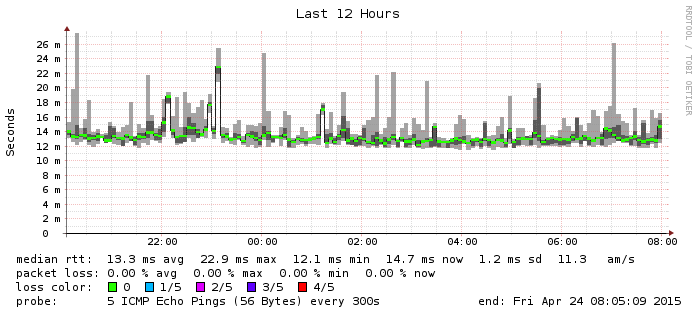 Last 12 Hours
RRDTOOL / TOBI OETIKER
Seconds
26 m
24 m
22 m
20 m
18 m
16 m
14 m
12 m
10 m
8 m
6 m
4 m
2 m
0
22:00 00:00 02:00 04:00 06:00 08:00
median rtt: 13.3 ms avg 22.9 ms max 12.1 ms min 14.7 ms now 1.2 ms sd 11.3 am/s
packet loss: 0.00 % avg 0.00 % max 0.00 % min 0.00 % now
loss color: 0 1/5 2/5 3/5 4/5
probe: 5 ICMP Echo Pings (56 Bytes) every 300s end: Fri Apr 24 08:05:09 2015